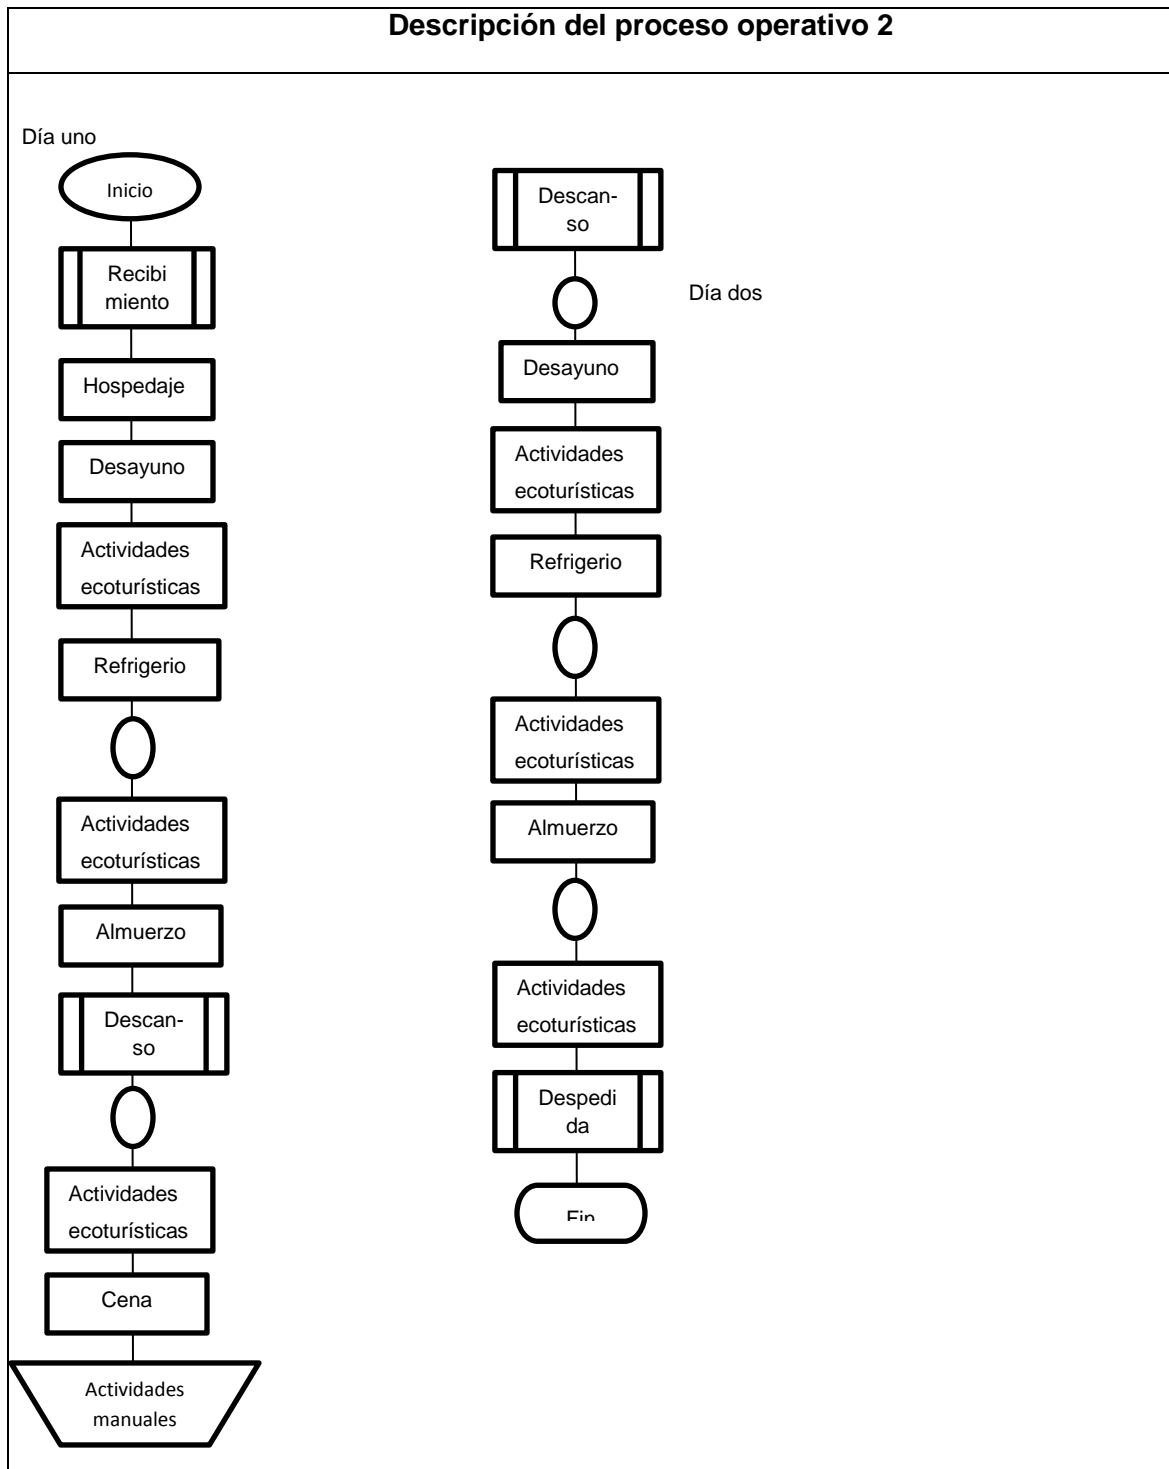 Descripción del proceso operativo 2
Día uno
Inicio
Recibi
miento
Hospedaje
Desayuno
Actividades
ecoturísticas
Refrigerio
Actividades
ecoturísticas
Almuerzo
Descan-
so
Actividades
ecoturísticas
Cena
Actividades
manuales
Descan-
so
Día dos
Desayuno
Actividades
ecoturísticas
Refrigerio
Actividades
ecoturísticas
Almuerzo
Actividades
ecoturísticas
Despedi
da
Fin